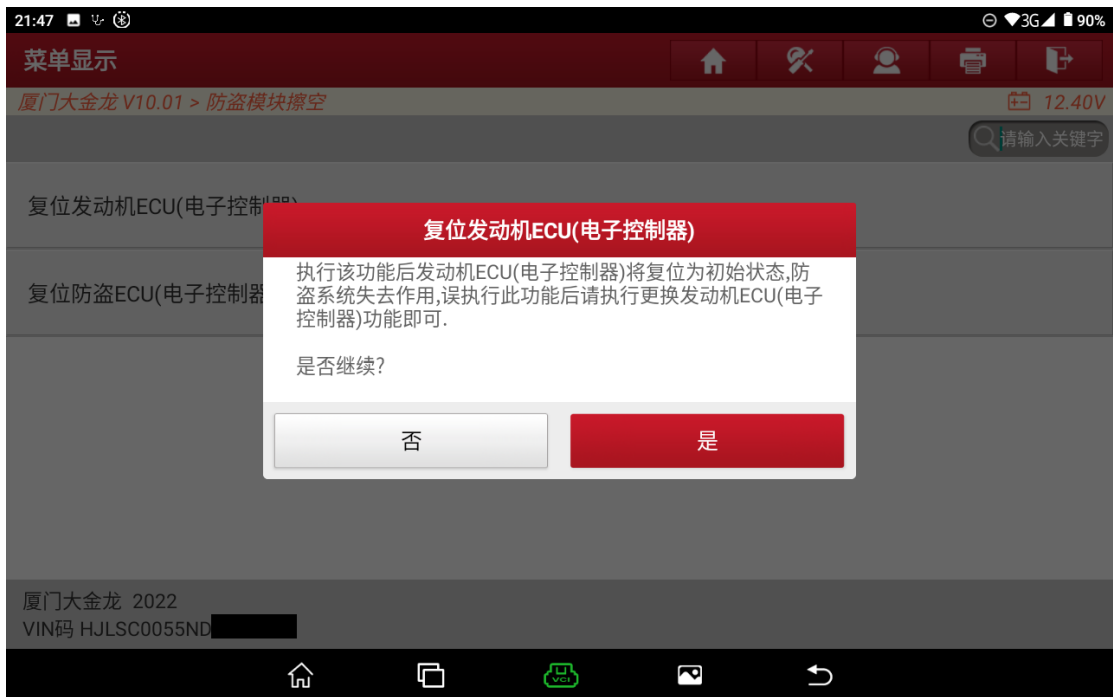 21:47
3G 90%
菜单显示
厦门大金龙 V10.01 > 防盗模块擦空
12.40V
请输入关键字
复位发动机ECU(电子控制器)
复位防盗ECU(电子控制器
复位发动机ECU(电子控制器)
执行该功能后发动机ECU(电子控制器)将复位为初始状态,防
盗系统失去作用,误执行此功能后请执行更换发动机ECU(电子
控制器)功能即可.
是否继续?
否
是
厦门大金龙 2022
VIN码 HJLSC0055ND
VCI